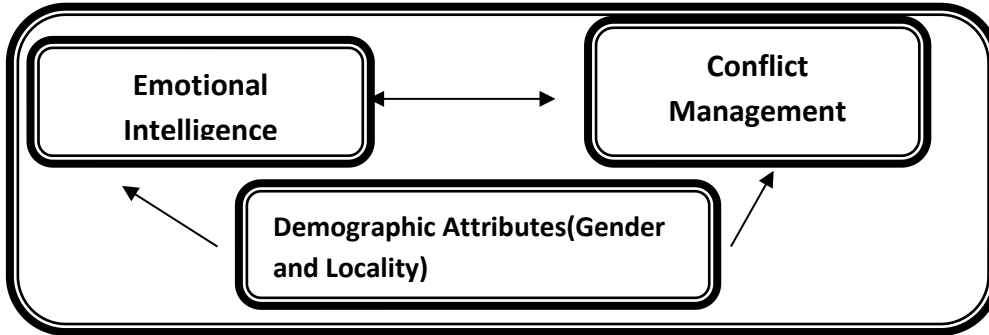 Emotional
Intelligence
Conflict
Management
Demographic Attributes(Gender
and Locality)